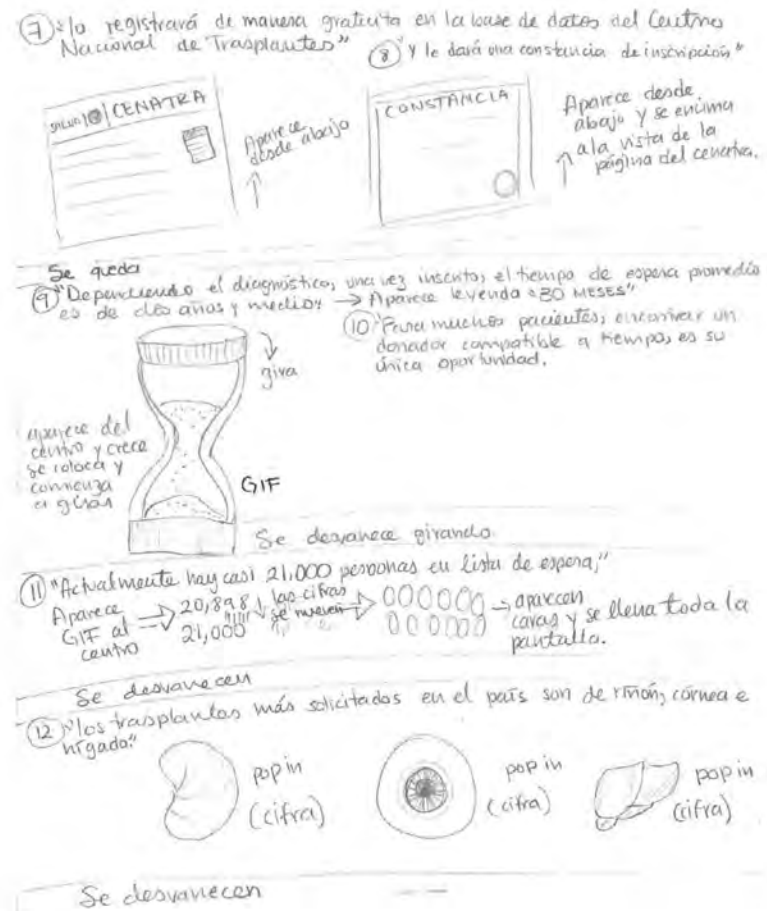 7 "lo registrará de manera gratuita en la base de datos del Centro
Nacional de Trasplantes"
8 "Y le dará una constancia de inscripción"
SALUD | CENATRA
Aparece
desde abajo
CONSTANCIA
Aparece desde
abajo y se encima
a la vista de la
página del cenatra.
Se queda
9 "Dependiendo el diagnóstico, una vez inscrito, el tiempo de espera promedio
es de dos años y medio" → Aparece leyenda "30 MESES"
10 "Para muchos pacientes, encontrar un
donador compatible a tiempo, es su
única oportunidad.
gira
aparece del
centro y crece
se coloca y
comienza
a girar
GIF
Se desvanece girando
11 "Actualmente hay casi 21,000 personas en lista de espera,"
Aparece
GIF al
centro
20,898
21,000
las cifras
se mueven
→ aparecen
caras y se llena toda la
pantalla.
Se desvanecen
12 "los trasplantes más solicitados en el país son de riñón, córnea e
hígado."
pop in
(cifra)
pop in
(cifra)
pop in
(cifra)
Se desvanecen